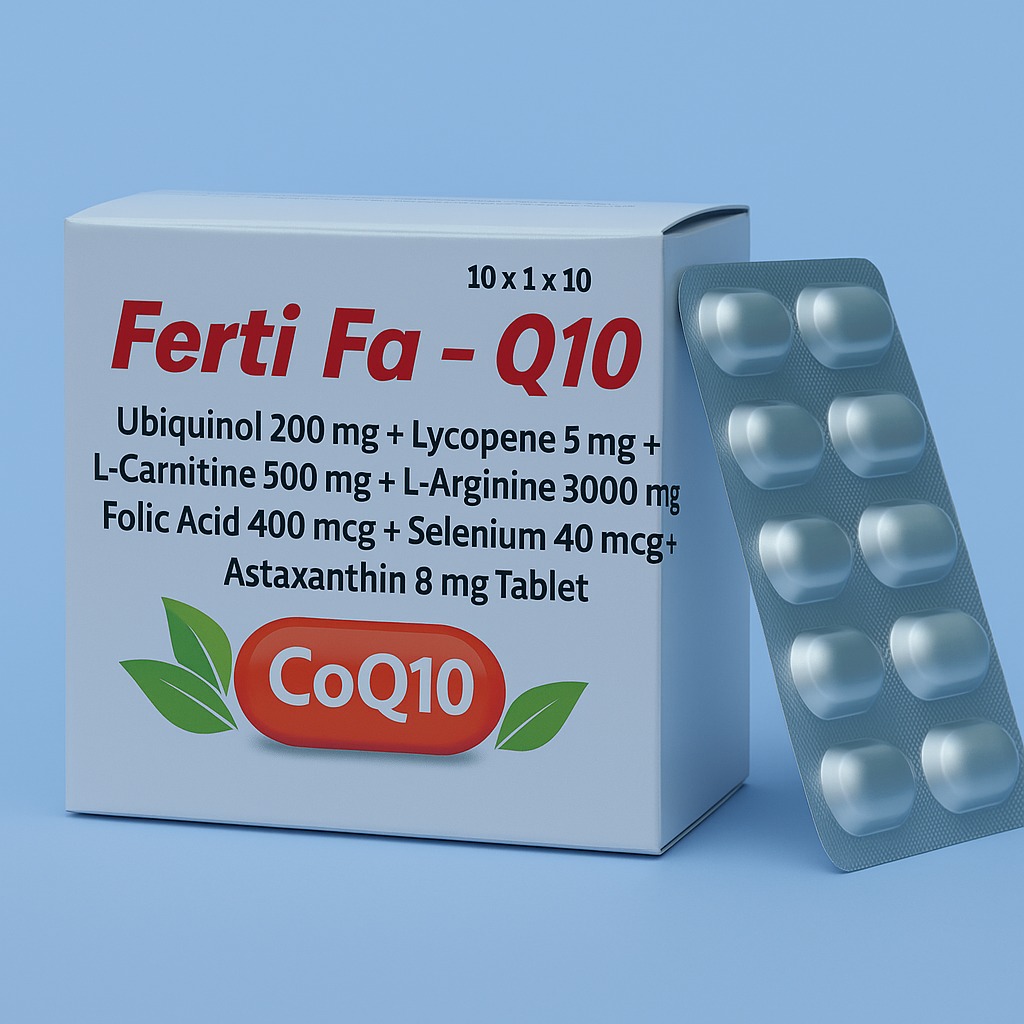 10 x 1 x 10
Ferti Fa - Q10
Ubiquinol 200 mg + Lycopene 5 mg +
L-Carnitine 500 mg + L-Arginine 3000 mg
Folic Acid 400 mcg + Selenium 40 mcg+
Astaxanthin 8 mg Tablet
CoQ10